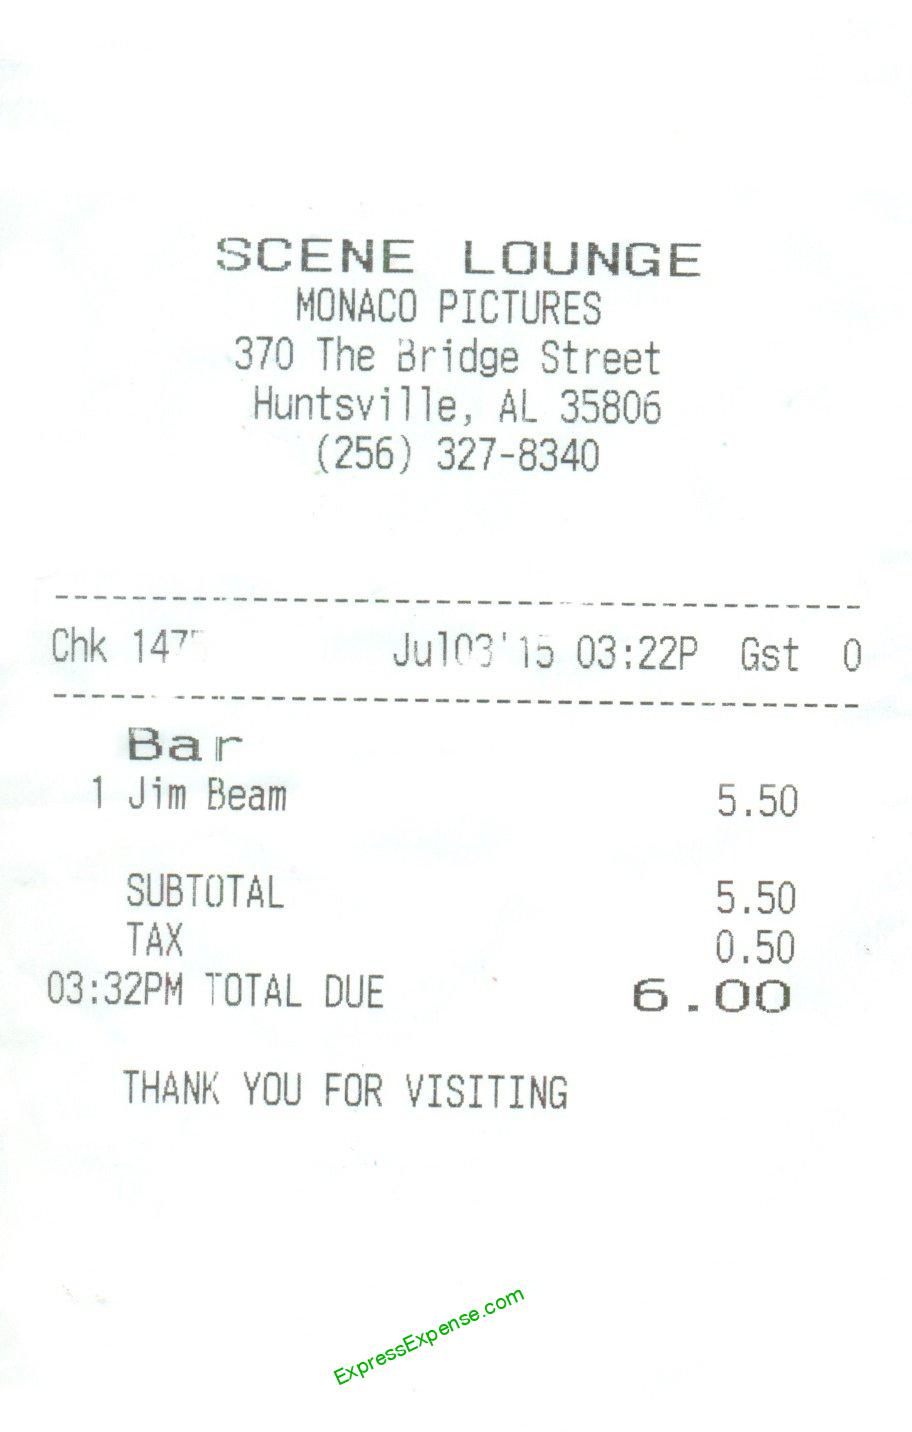 SCENE LOUNGE
MONACO PICTURES
370 The Bridge Street
Huntsville, AL 35806
(256) 327-8340
Chk Jul03'15 03:22P Gst 0
Bar
1 Jim Beam 5.50
SUBTOTAL 5.50
TAX 0.50
03:32PM TOTAL DUE 6.00
THANK YOU FOR VISITING
ExpressExpense.com